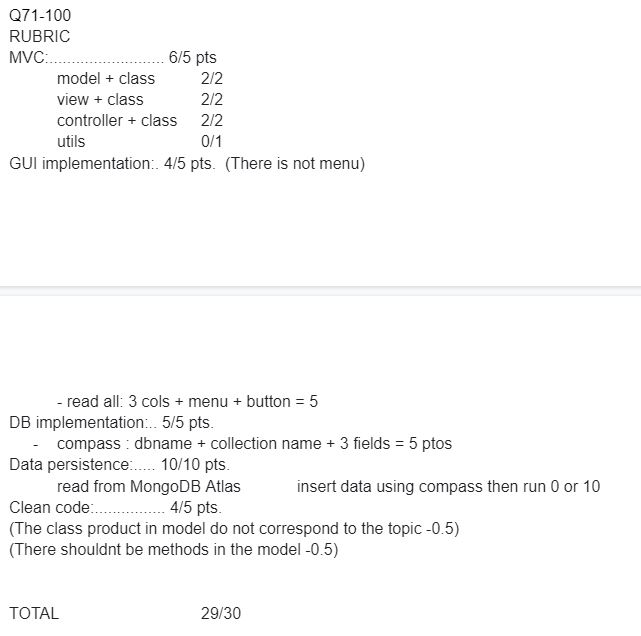 Q71-100
RUBRIC
MVC:.......................... 6/5 pts
model + class 2/2
view + class 2/2
controller + class 2/2
utils 0/1
GUI implementation:. 4/5 pts. (There is not menu)
- read all: 3 cols + menu + button = 5
DB implementation:.. 5/5 pts.
- compass : dbname + collection name + 3 fields = 5 ptos
Data persistence:..... 10/10 pts.
read from MongoDB Atlas insert data using compass then run 0 or 10
Clean code:................ 4/5 pts.
(The class product in model do not correspond to the topic -0.5)
(There shouldnt be methods in the model -0.5)
TOTAL 29/30